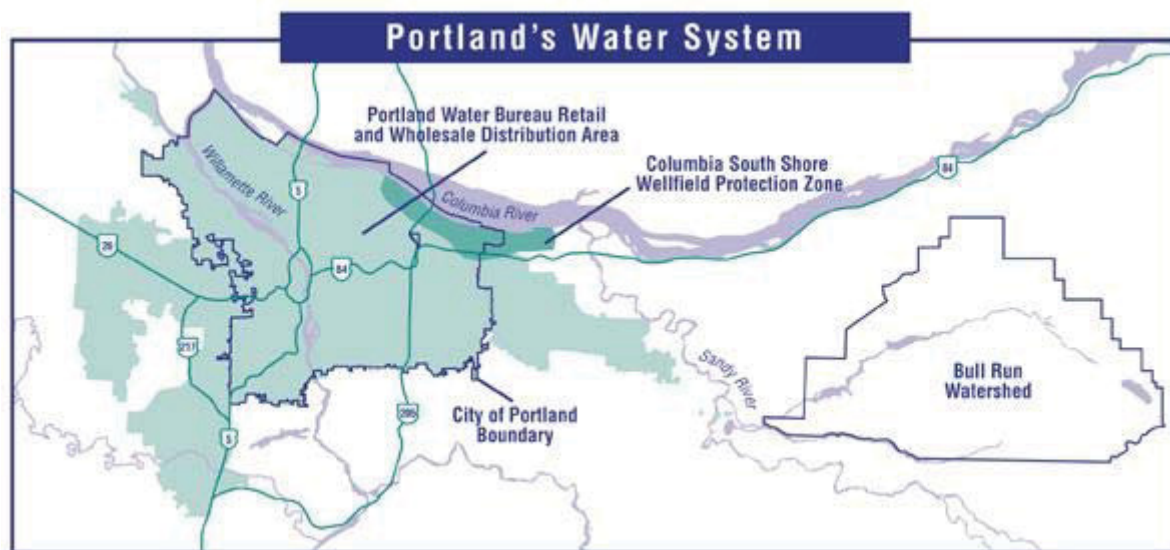 Portland's Water System
Portland Water Bureau Retail
and Wholesale Distribution Area
Columbia South Shore
Wellfield Protection Zone
Willamette River
Columbia River
5
84
26
84
217
Sandy River
Bull Run
Watershed
City of Portland
Boundary
205
5